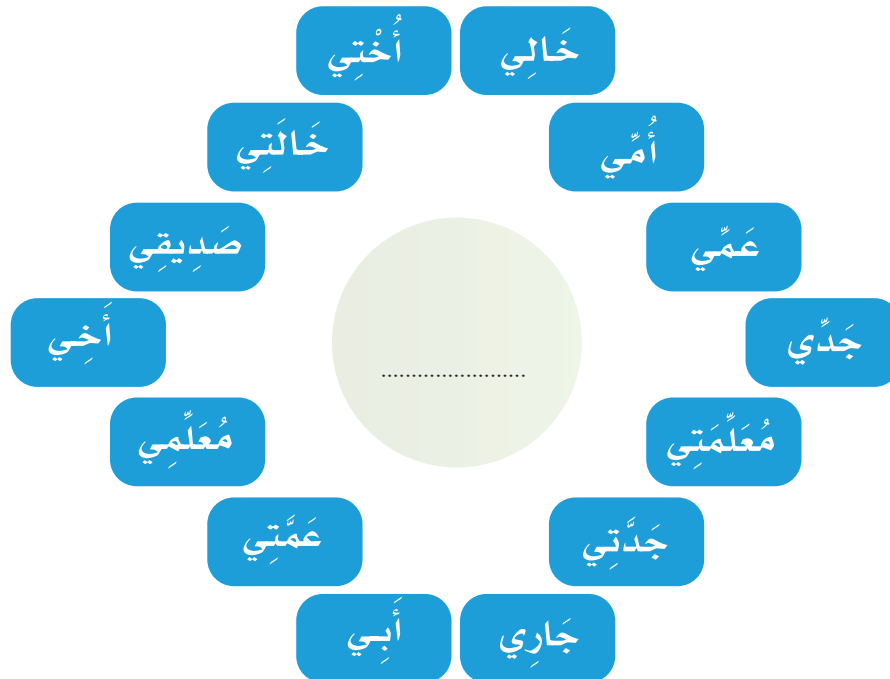 خَالِي
أُخْتِي
أُمِّي
خَالَتِي
عَمِّي
صَدِيقِي
جَدِّي
أَخِي
مُعَلِّمَتِي
مُعَلِّمِي
جَدَّتِي
عَمَّتِي
جَارِي
أَبِي